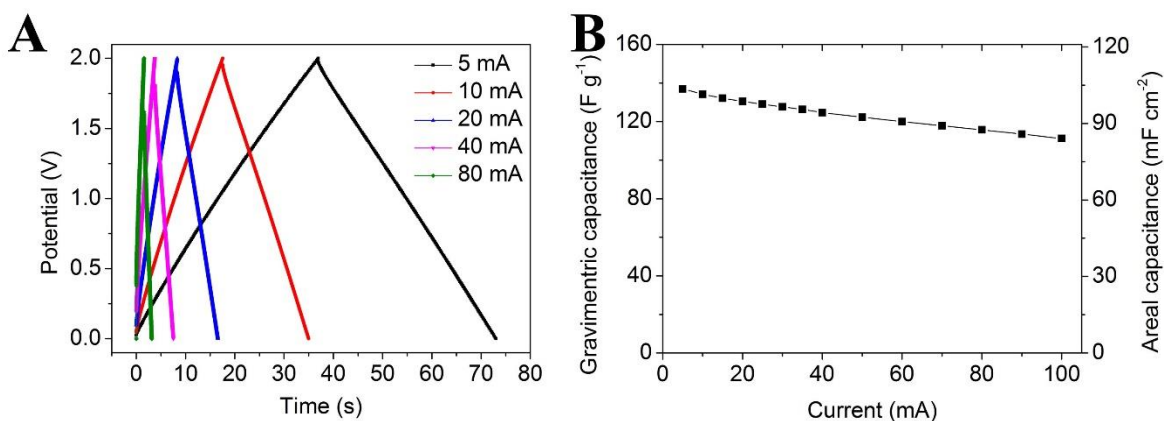 A
2.0
1.5
1.0
0.5
0.0
Potential (V)
0 10 20 30 40 50 60 70 80
Time (s)
5 mA
10 mA
20 mA
40 mA
80 mA
B
160
120
80
40
0
Gravimentric capacitance (F g⁻¹)
0 20 40 60 80 100
Current (mA)
120
90
60
30
0
Areal capacitance (mF cm⁻²)